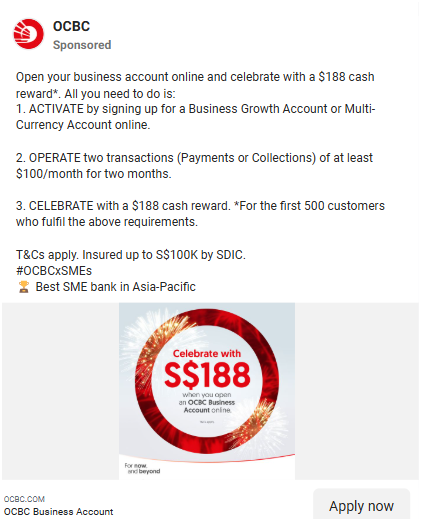 OCBC
Sponsored
Open your business account online and celebrate with a $188 cash
reward*. All you need to do is:
1. ACTIVATE by signing up for a Business Growth Account or Multi-
Currency Account online.
2. OPERATE two transactions (Payments or Collections) of at least
$100/month for two months.
3. CELEBRATE with a $188 cash reward. *For the first 500 customers
who fulfil the above requirements.
T&Cs apply. Insured up to S$100K by SDIC.
#OCBCxSMEs
🏆 Best SME bank in Asia-Pacific
Celebrate with
S$188
when you open
an OCBC Business
Account online.
For now,
and beyond
OCBC.COM
OCBC Business Account
Apply now